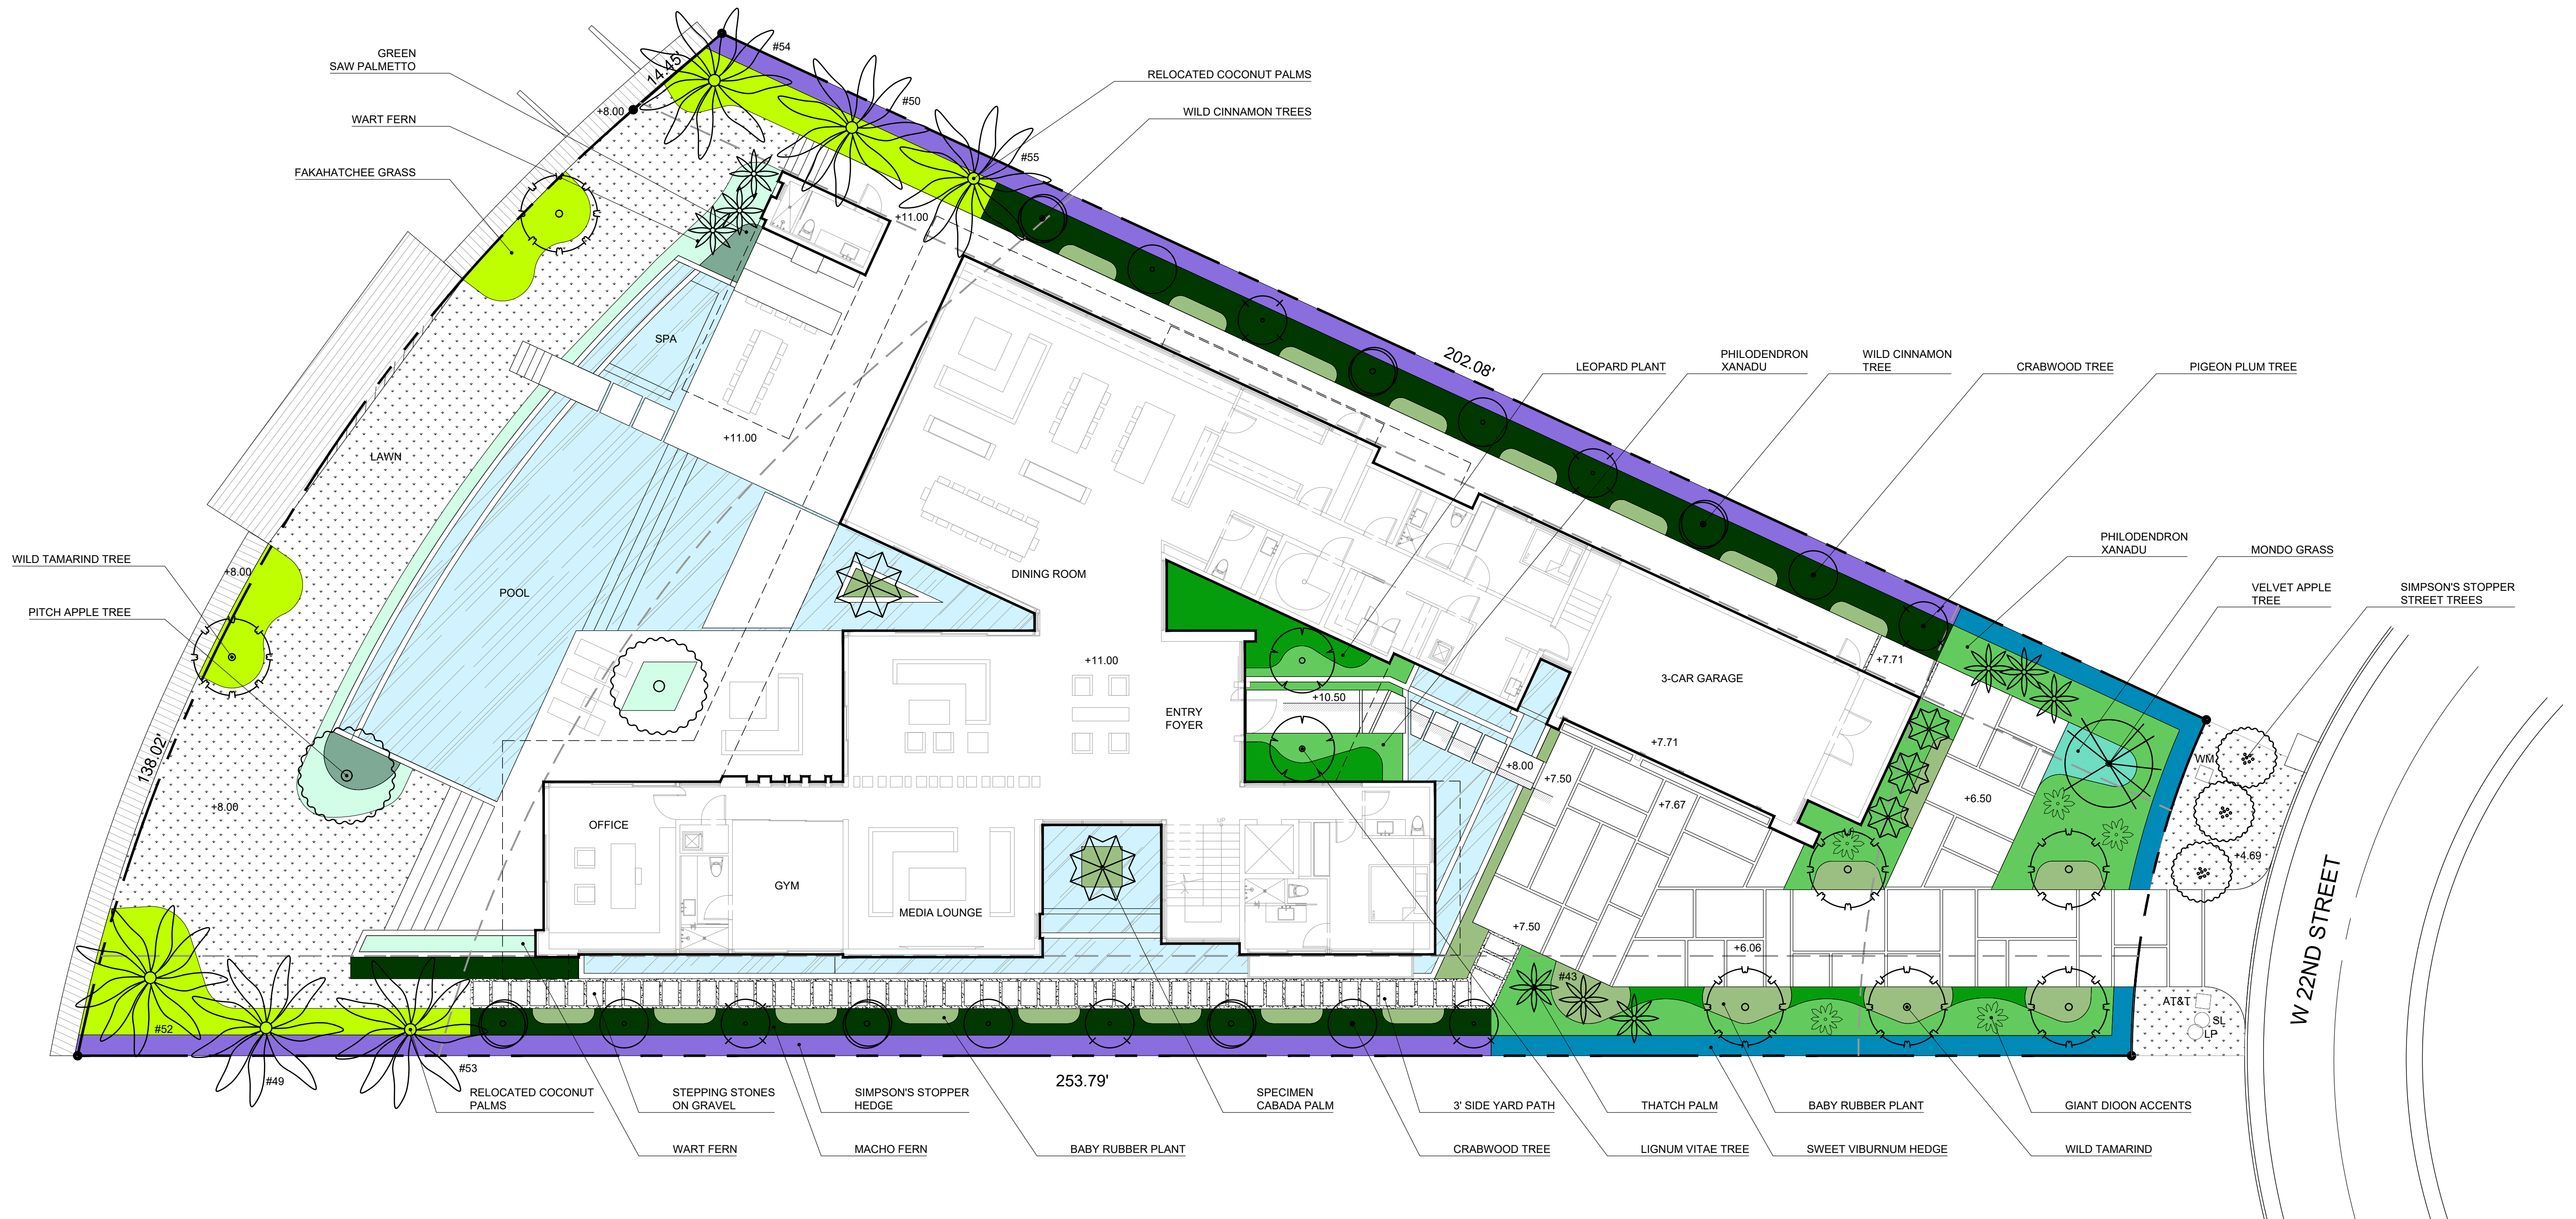 GREEN
SAW PALMETTO
WART FERN
FAKAHATCHEE GRASS
14.45'
+8.00
#54
#50
#55
RELOCATED COCONUT PALMS
WILD CINNAMON TREES
+11.00
SPA
+11.00
LAWN
202.08'
LEOPARD PLANT
PHILODENDRON
XANADU
WILD CINNAMON
TREE
CRABWOOD TREE
PIGEON PLUM TREE
PHILODENDRON
XANADU
MONDO GRASS
VELVET APPLE
TREE
SIMPSON'S STOPPER
STREET TREES
WILD TAMARIND TREE
+8.00
PITCH APPLE TREE
POOL
DINING ROOM
+11.00
ENTRY
FOYER
+10.50
3-CAR GARAGE
+7.71
+7.71
+8.00
+7.50
+7.67
+6.50
WM
+4.69
138.02'
+8.00
OFFICE
GYM
MEDIA LOUNGE
UP
+7.50
+6.06
#43
W 22ND STREET
AT&T
SL
LP
#52
#49
#53
253.79'
RELOCATED COCONUT
PALMS
STEPPING STONES
ON GRAVEL
SIMPSON'S STOPPER
HEDGE
SPECIMEN
CABADA PALM
3' SIDE YARD PATH
THATCH PALM
BABY RUBBER PLANT
GIANT DIOON ACCENTS
WART FERN
MACHO FERN
BABY RUBBER PLANT
CRABWOOD TREE
LIGNUM VITAE TREE
SWEET VIBURNUM HEDGE
WILD TAMARIND